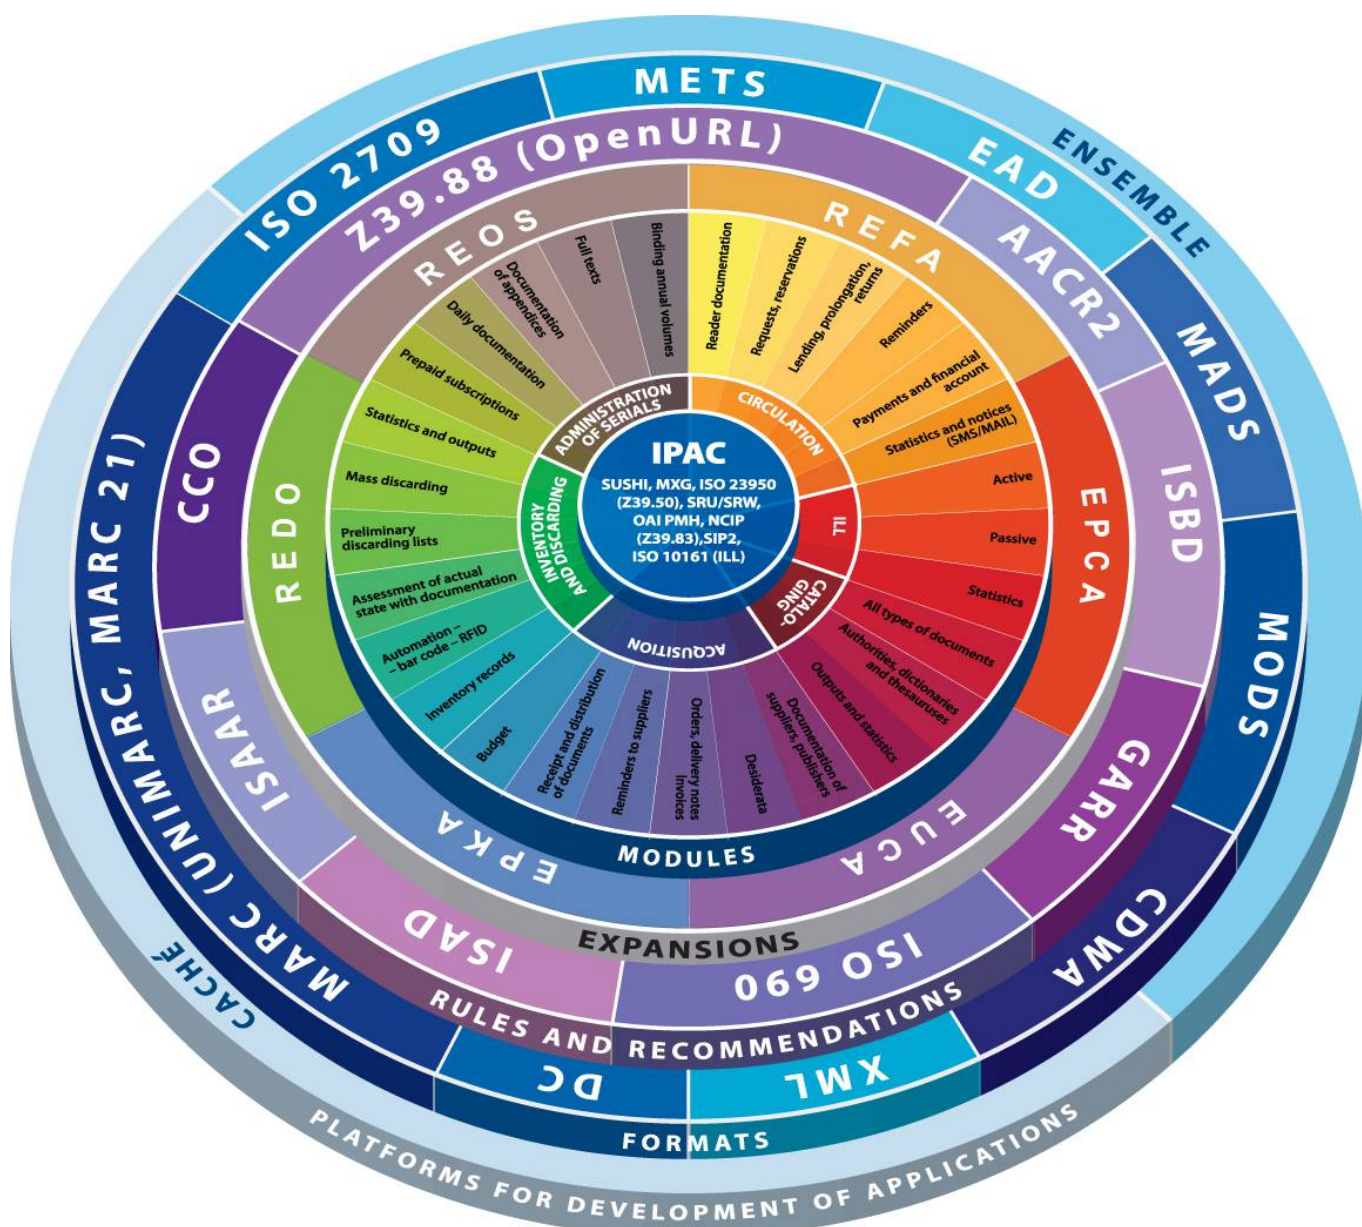 ENSEMBLE
CACHÉ
PLATFORMS FOR DEVELOPMENT OF APPLICATIONS
METS
EAD
MADS
MODS
CDWA
XML
DC
MARC (UNIMARC, MARC 21)
ISO 2709
FORMATS
Z39.88 (OpenURL)
AACR2
ISBD
GARR
ISO 690
ISAD
ISAAR
CCO
RULES AND RECOMMENDATIONS
REOS
REFA
EPCA
EUCA
EPKA
REDO
EXPANSIONS
Reader documentation
Requests, reservations
Lending, prolongation,
returns
Reminders
Payments and financial
account
Statistics and notices
(SMS/MAIL)
Active
Passive
Statistics
All types of documents
Authorities, dictionaries
and thesauruses
Outputs and statistics
Documentation of
suppliers, publishers
Desiderata
Orders, delivery notes
Invoices
Reminders to suppliers
Receipt and distribution
of documents
Budget
Inventory records
Automation –
– bar code – RFID
Assessment of actual
state with documentation
Preliminary
discarding lists
Mass discarding
Statistics and outputs
Prepaid subscriptions
Daily documentation
Documentation
of appendices
Full texts
Binding annual volumes
MODULES
ADMINISTRATION
OF SERIALS
CIRCULATION
ILL
CATALO-
GING
ACQUSITION
INVENTORY
AND DISCARDING
IPAC
SUSHI, MXG, ISO 23950
(Z39.50), SRU/SRW,
OAI PMH, NCIP
(Z39.83),SIP2,
ISO 10161 (ILL)